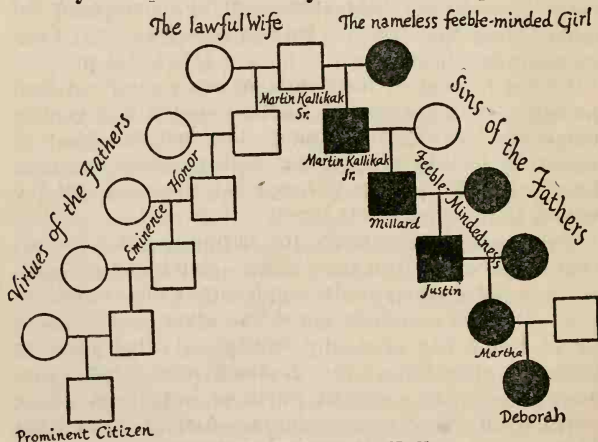 The lawful Wife
The nameless feeble-minded Girl
Martin Kallikak
Sr.
Martin Kallikak
Jr.
Virtues of the Fathers
Sins of the Fathers
Honor
Eminence
Feeble-Mindedness
Millard
Justin
Martha
Deborah
Prominent Citizen